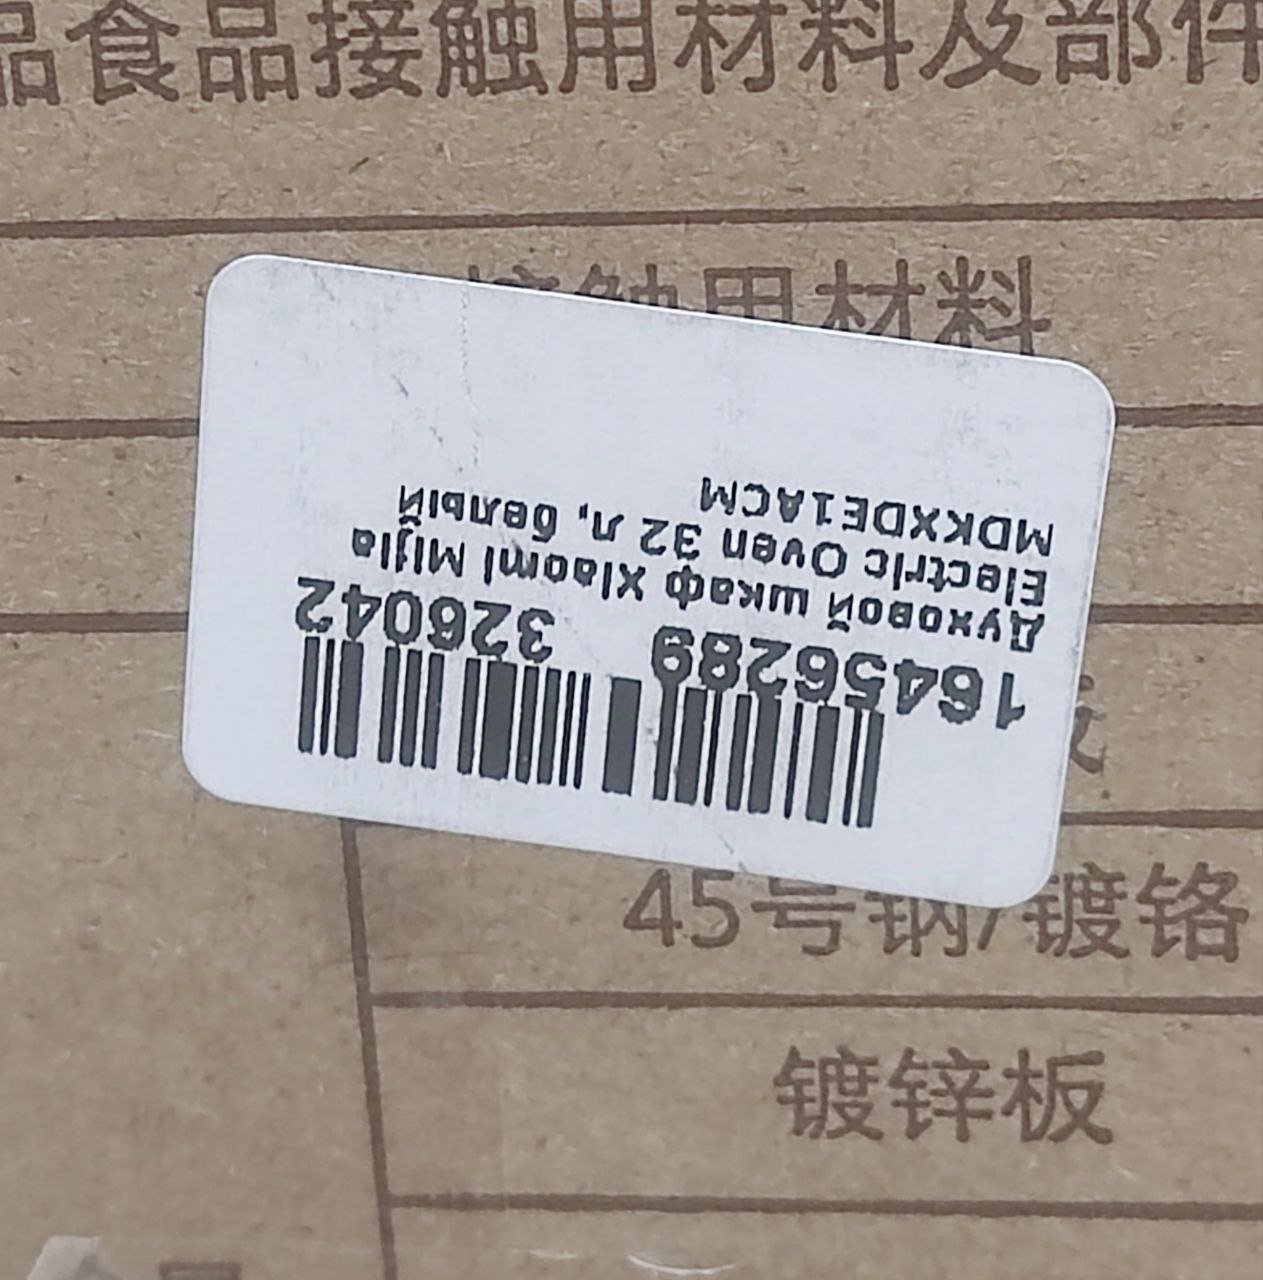 品食品接触用材料及部件
接触用材料
16456289 326042
Духовой шкаф Xiaomi Mijia
Electric Oven 32 л, белый
MDKXDE1ACM
45号钢/镀铬
镀锌板